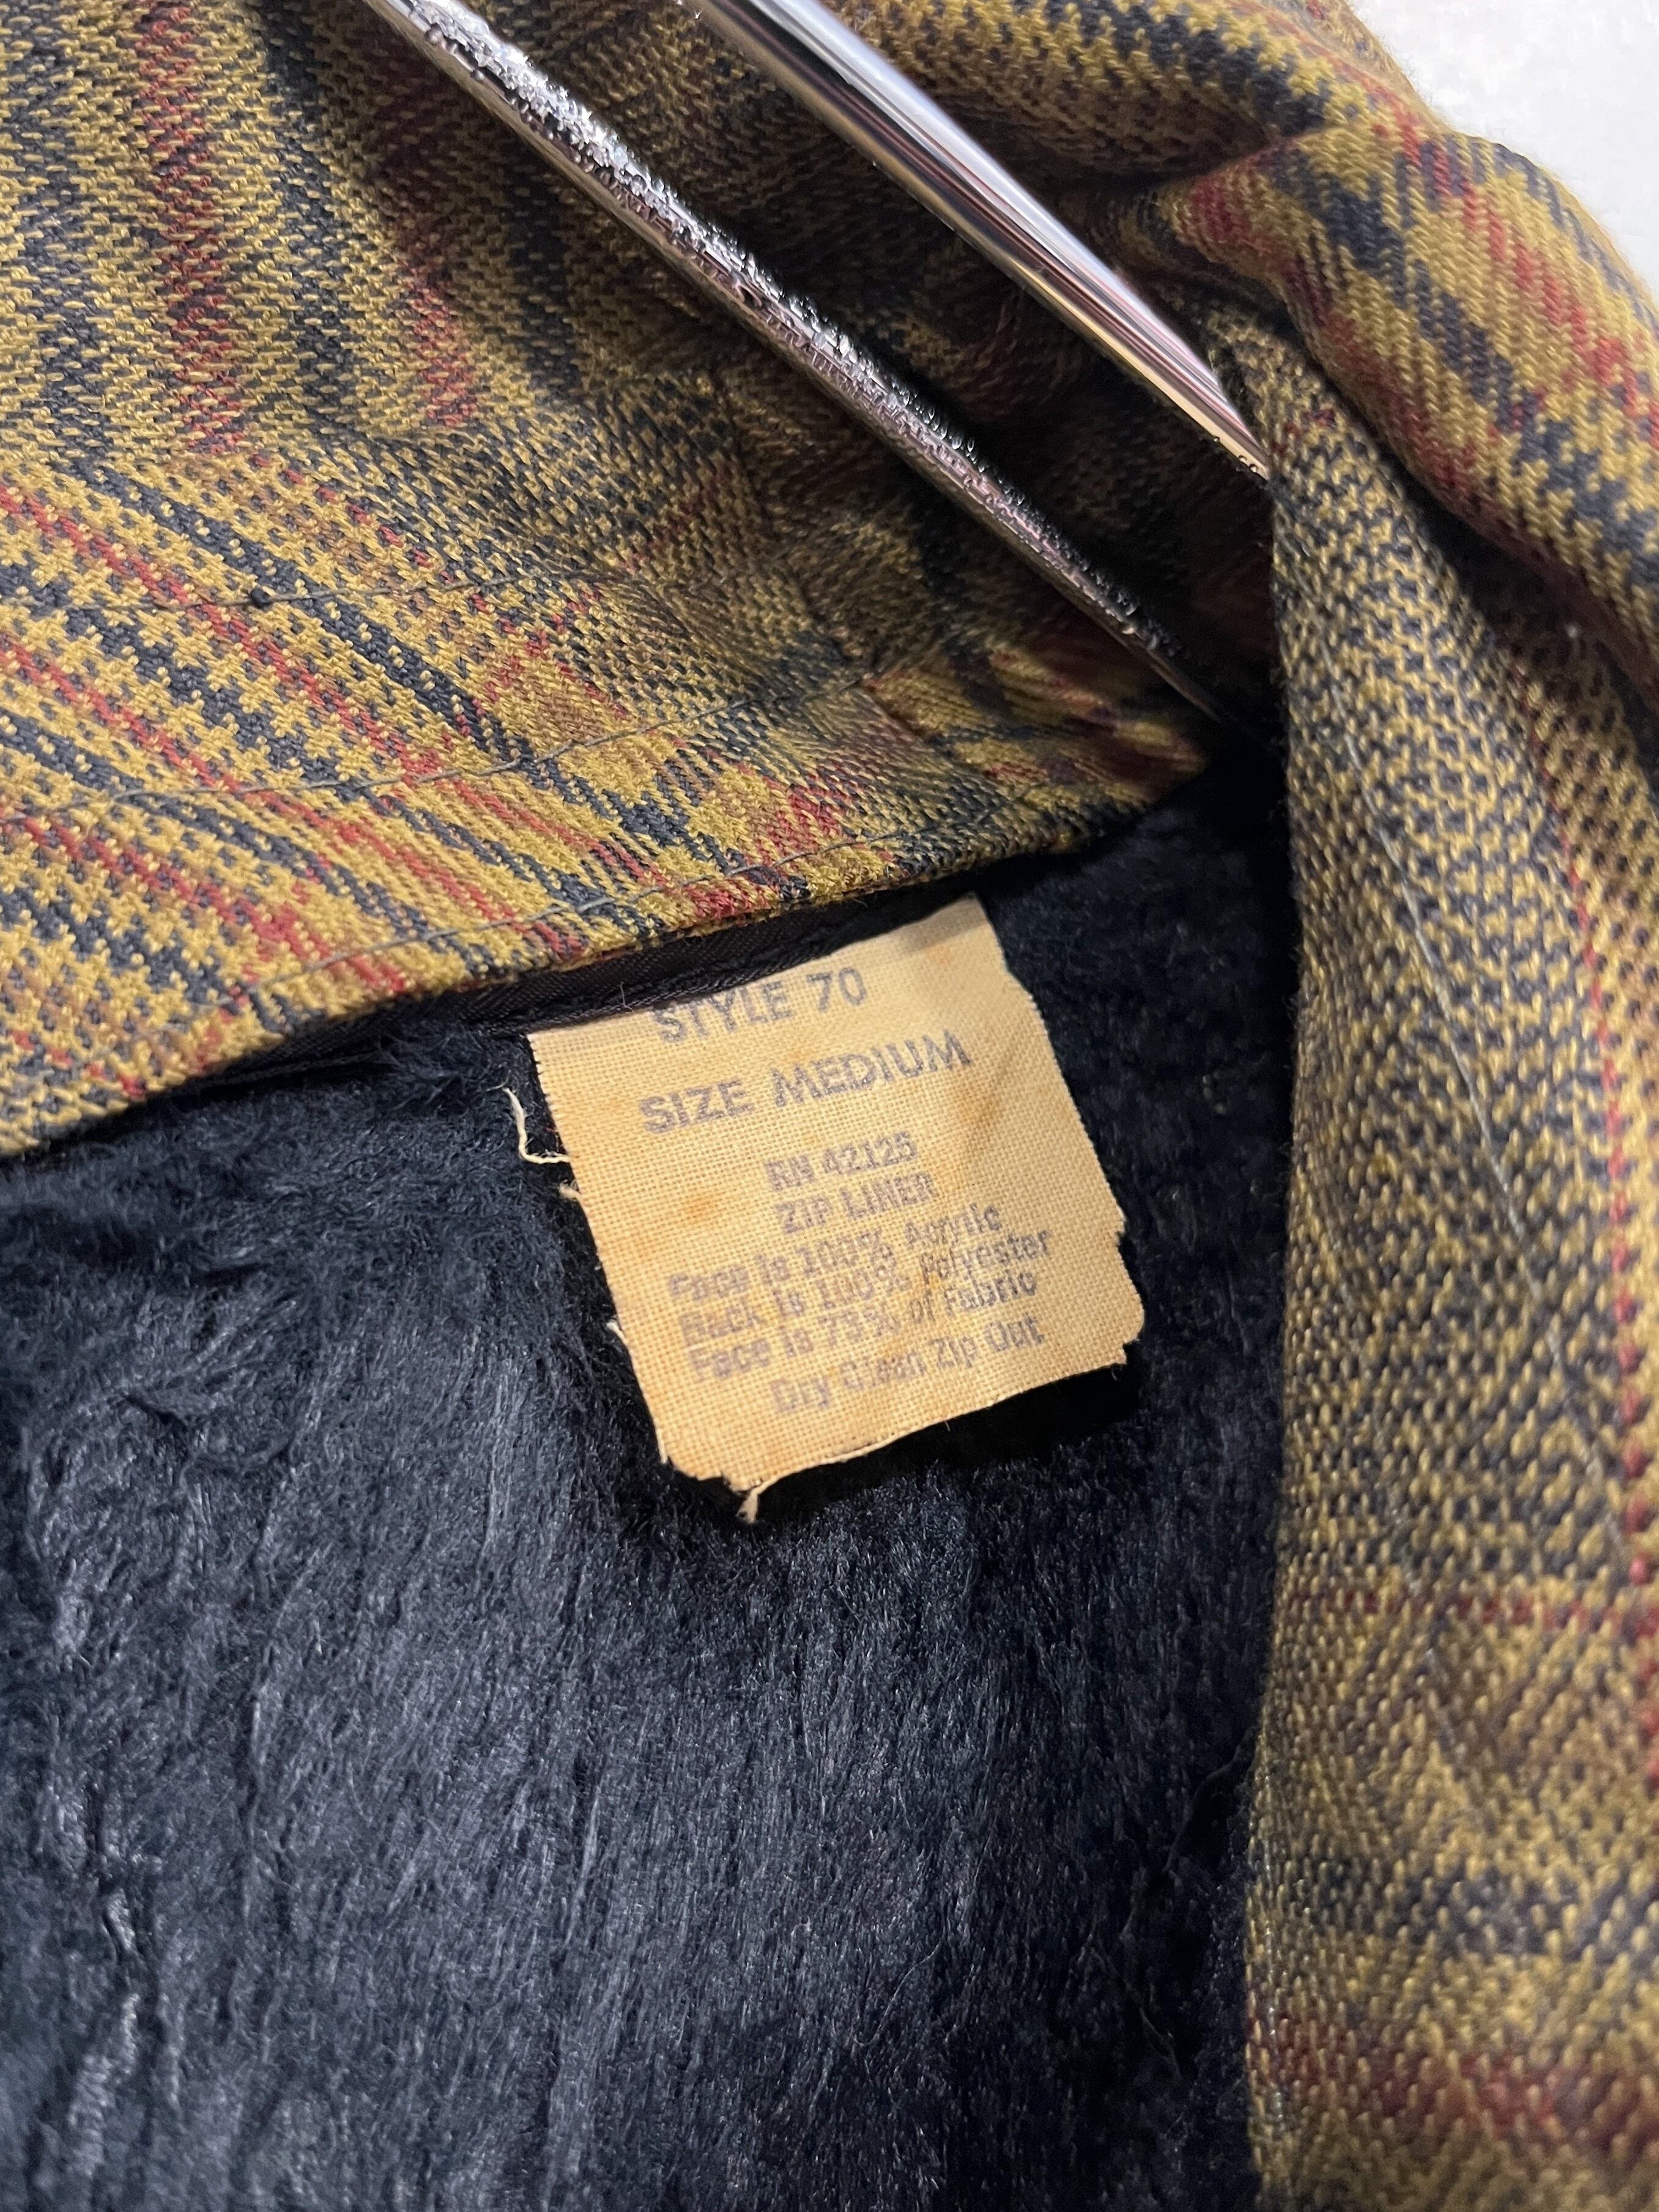 STYLE 70
SIZE MEDIUM
RN 42125
ZIP LINER
Face is 100% Acrylic
Back is 100% Polyester
Face is 75% of Fabric
Dry Clean Zip Out